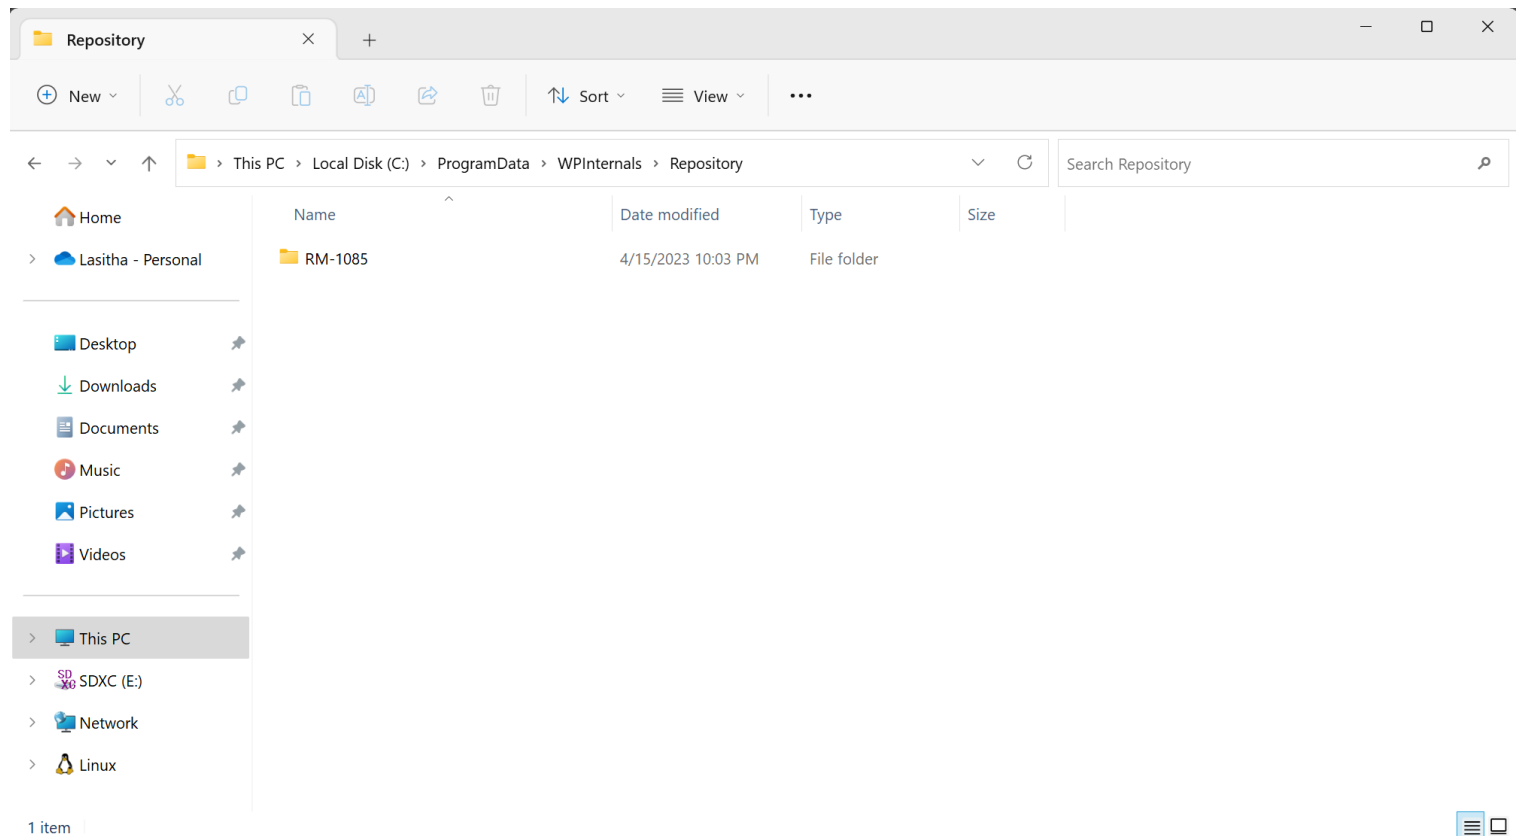 Repository
New
Sort
View
This PC > Local Disk (C:) > ProgramData > WPInternals > Repository
Search Repository
Name Date modified Type Size
RM-1085 4/15/2023 10:03 PM File folder
Home
Lasitha - Personal
Desktop
Downloads
Documents
Music
Pictures
Videos
This PC
SDXC (E:)
Network
Linux
1 item